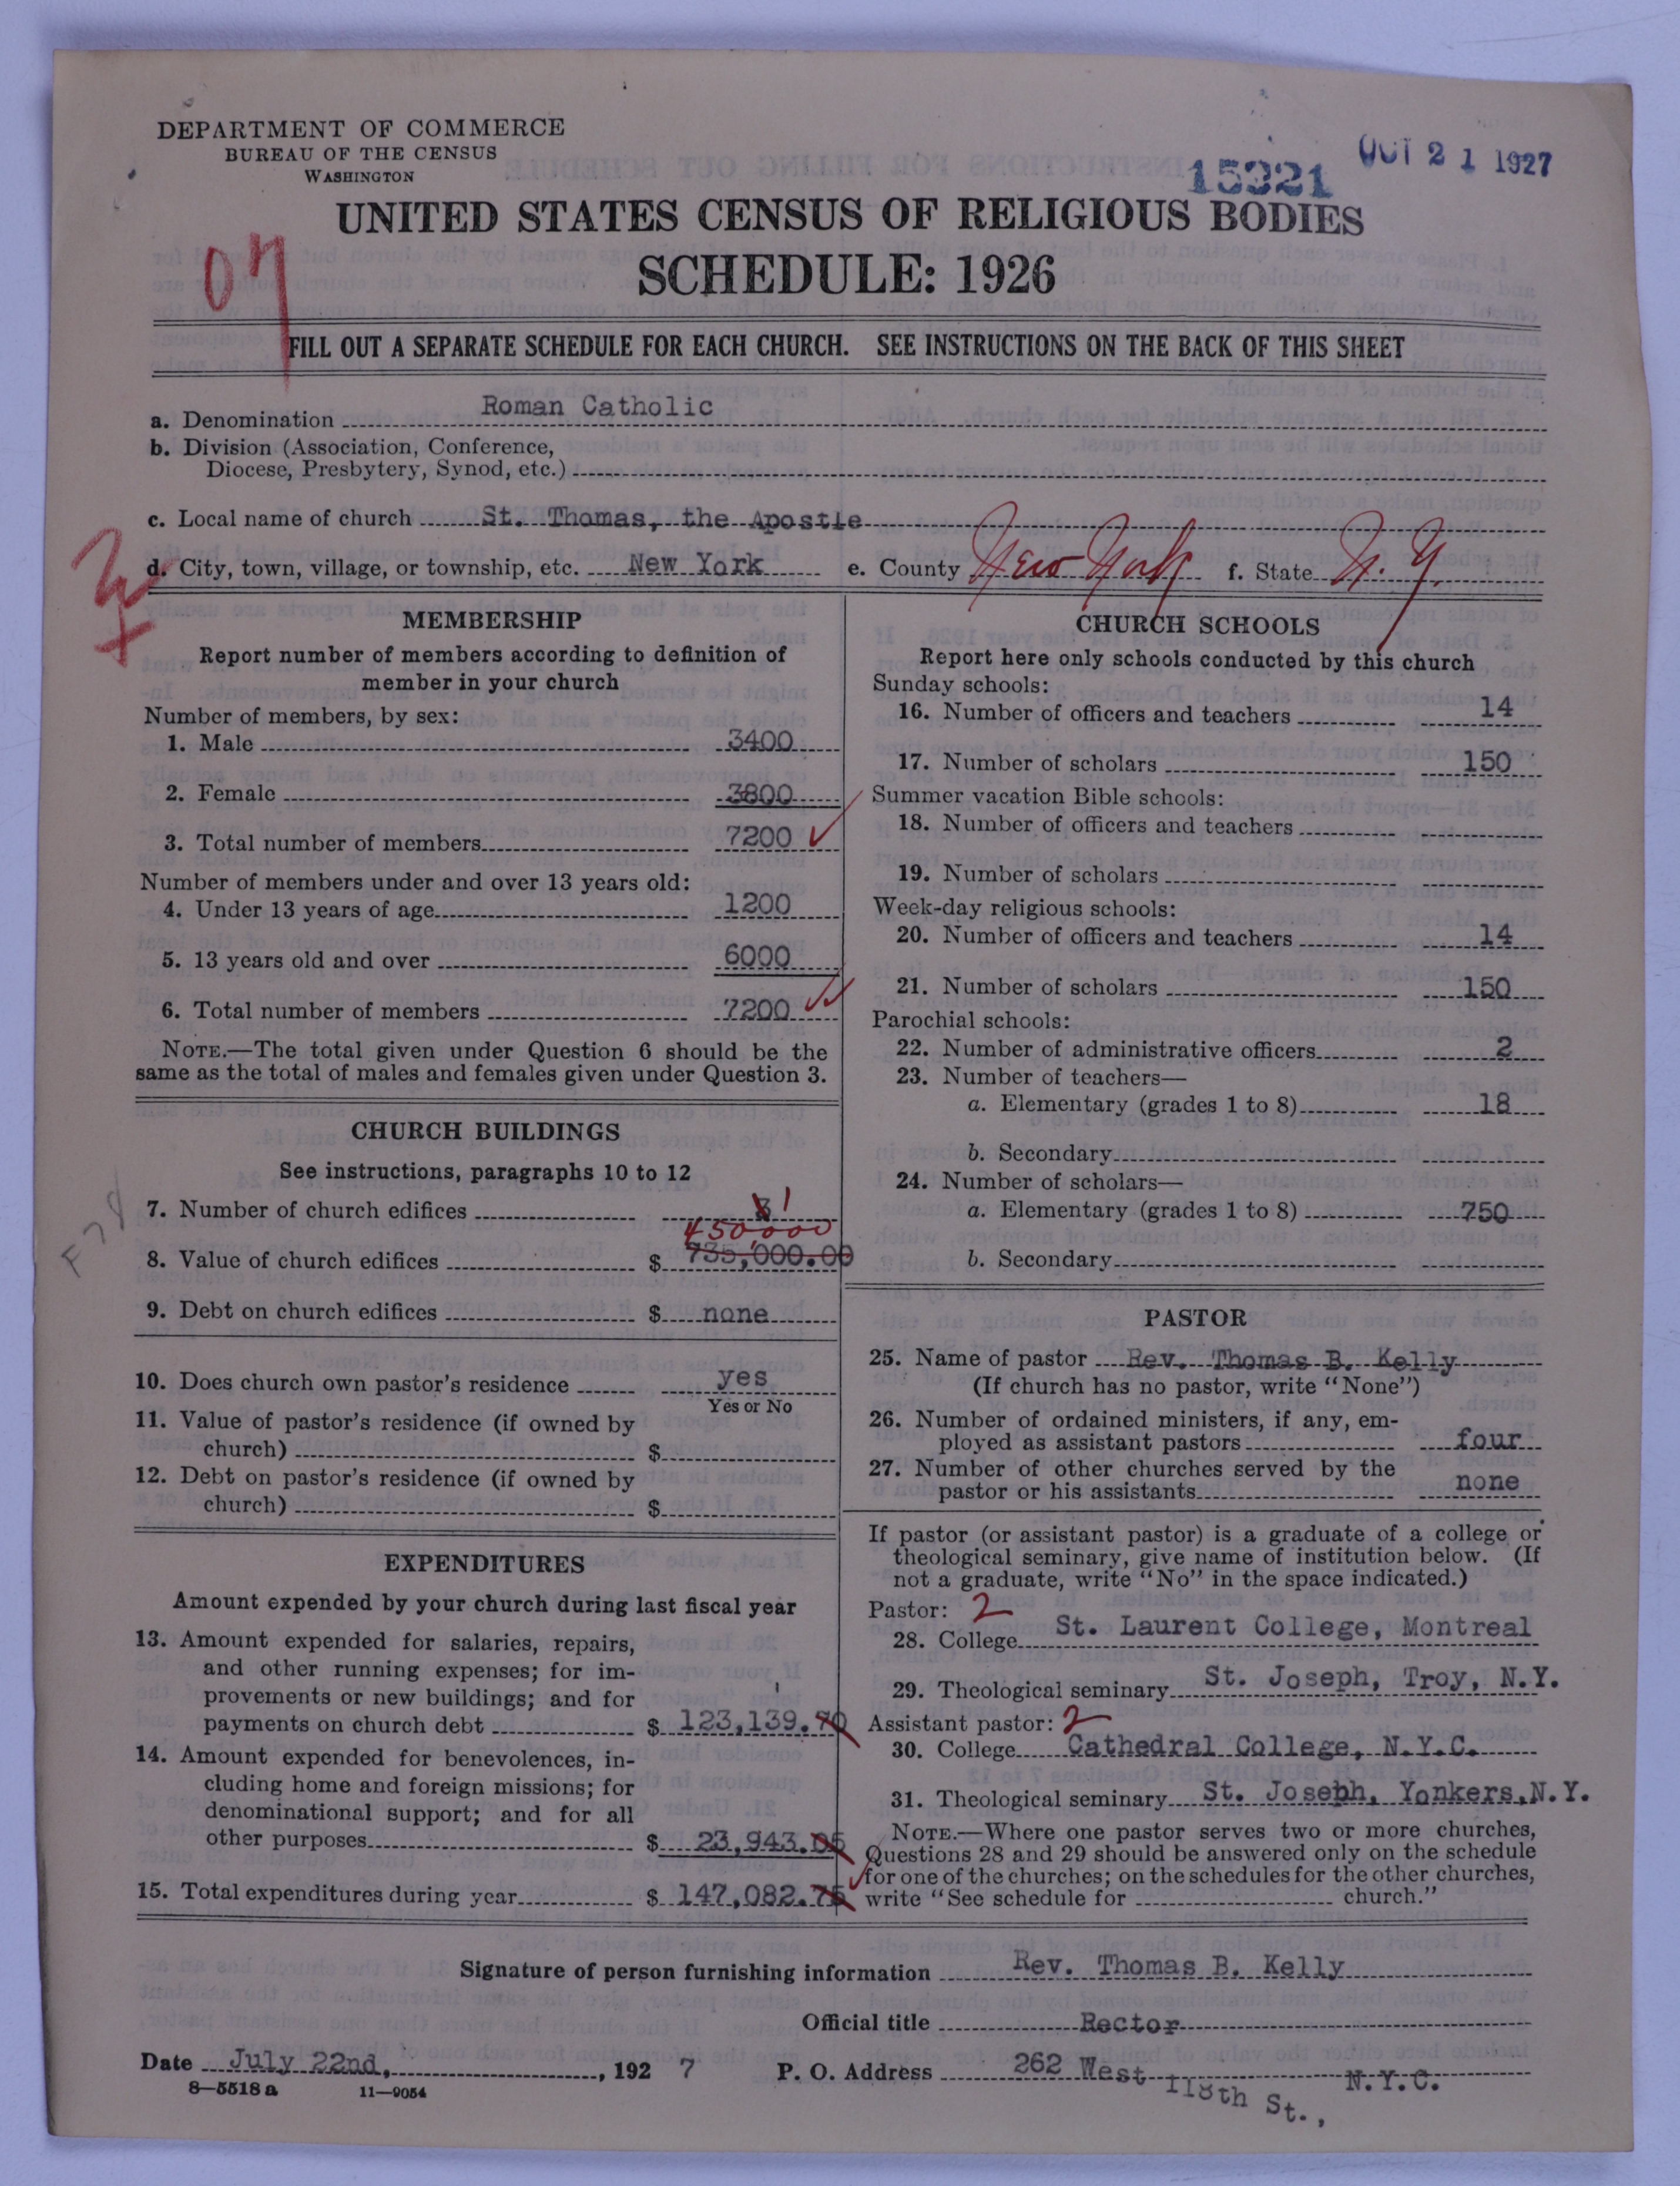 DEPARTMENT OF COMMERCE
BUREAU OF THE CENSUS
WASHINGTON
15321
OCT 21 1927
UNITED STATES CENSUS OF RELIGIOUS BODIES
SCHEDULE: 1926
07
FILL OUT A SEPARATE SCHEDULE FOR EACH CHURCH. SEE INSTRUCTIONS ON THE BACK OF THIS SHEET
a. Denomination Roman Catholic
b. Division (Association, Conference,
Diocese, Presbytery, Synod, etc.)
c. Local name of church St. Thomas, the Apostle
d. City, town, village, or township, etc. New York e. County New York f. State N. Y.
MEMBERSHIP
Report number of members according to definition of
member in your church
Number of members, by sex:
1. Male 3400
2. Female 3800
3. Total number of members 7200
Number of members under and over 13 years old:
4. Under 13 years of age 1200
5. 13 years old and over 6000
6. Total number of members 7200
NOTE.—The total given under Question 6 should be the
same as the total of males and females given under Question 3.
CHURCH BUILDINGS
See instructions, paragraphs 10 to 12
7. Number of church edifices 3 1
450,000
8. Value of church edifices $ 735,000.00
9. Debt on church edifices $ none
10. Does church own pastor's residence yes
Yes or No
11. Value of pastor's residence (if owned by
church) $
12. Debt on pastor's residence (if owned by
church) $
EXPENDITURES
Amount expended by your church during last fiscal year
13. Amount expended for salaries, repairs,
and other running expenses; for im-
provements or new buildings; and for
payments on church debt $ 123,139.70
14. Amount expended for benevolences, in-
cluding home and foreign missions; for
denominational support; and for all
other purposes $ 23,943.05
15. Total expenditures during year $ 147,082.75
CHURCH SCHOOLS
Report here only schools conducted by this church
Sunday schools:
16. Number of officers and teachers 14
17. Number of scholars 150
Summer vacation Bible schools:
18. Number of officers and teachers
19. Number of scholars
Week-day religious schools:
20. Number of officers and teachers 14
21. Number of scholars 150
Parochial schools:
22. Number of administrative officers 2
23. Number of teachers—
a. Elementary (grades 1 to 8) 18
b. Secondary
24. Number of scholars—
a. Elementary (grades 1 to 8) 750
b. Secondary
PASTOR
25. Name of pastor Rev. Thomas B. Kelly
(If church has no pastor, write "None")
26. Number of ordained ministers, if any, em-
ployed as assistant pastors four
27. Number of other churches served by the
pastor or his assistants none
If pastor (or assistant pastor) is a graduate of a college or
theological seminary, give name of institution below. (If
not a graduate, write "No" in the space indicated.)
Pastor: 2
28. College St. Laurent College, Montreal
29. Theological seminary St. Joseph, Troy, N.Y.
Assistant pastor: 2
30. College Cathedral College, N.Y.C.
31. Theological seminary St. Joseph, Yonkers,N.Y.
NOTE.—Where one pastor serves two or more churches,
Questions 28 and 29 should be answered only on the schedule
for one of the churches; on the schedules for the other churches,
write "See schedule for church."
Signature of person furnishing information Rev. Thomas B. Kelly
Official title Rector
Date July 22nd, , 192 7 P. O. Address 262 West 118th St., N.Y.C.
8—5518 a 11—9054